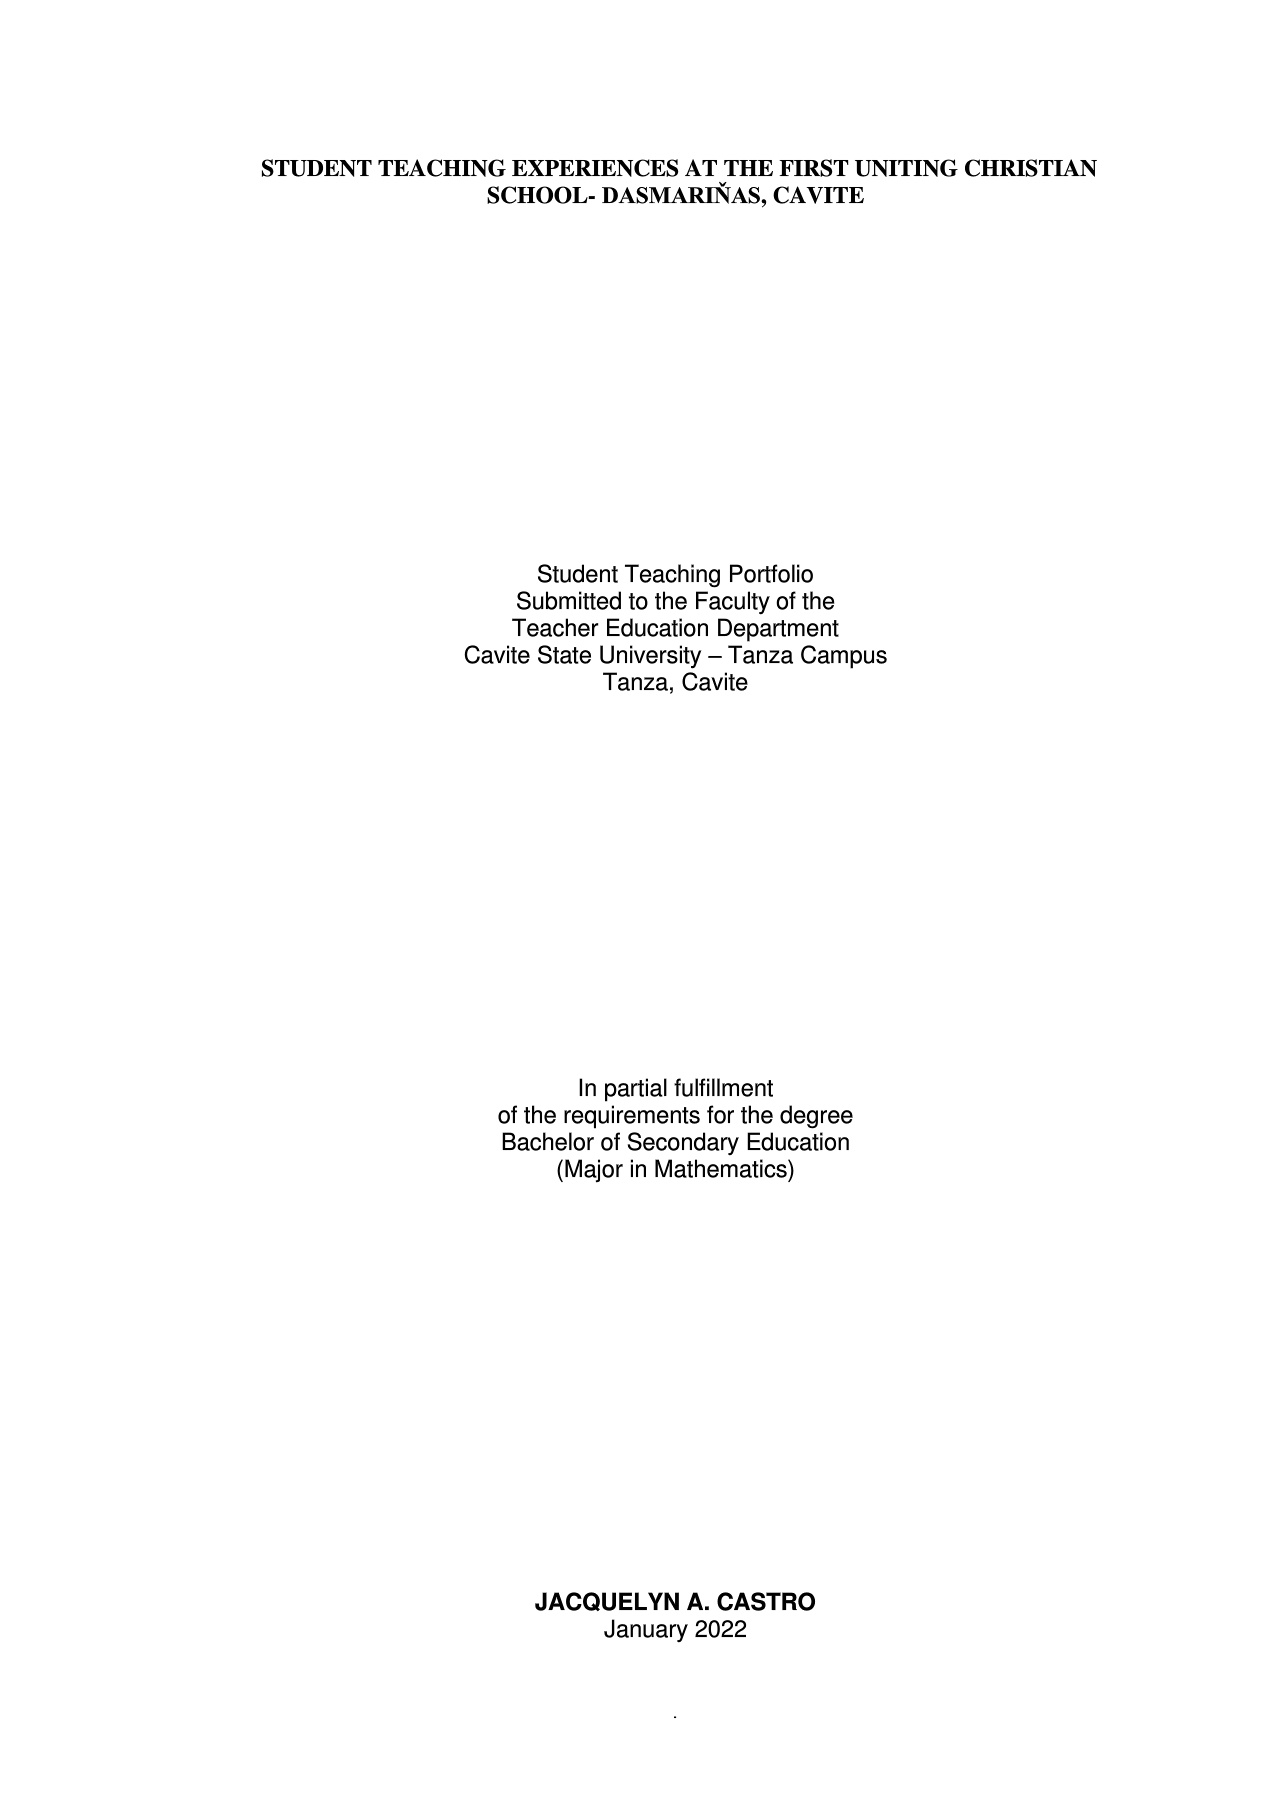 STUDENT TEACHING EXPERIENCES AT THE FIRST UNITING CHRISTIAN
SCHOOL- DASMARIŇAS, CAVITE
Student Teaching Portfolio
Submitted to the Faculty of the
Teacher Education Department
Cavite State University – Tanza Campus
Tanza, Cavite
In partial fulfillment
of the requirements for the degree
Bachelor of Secondary Education
(Major in Mathematics)
JACQUELYN A. CASTRO
January 2022
.